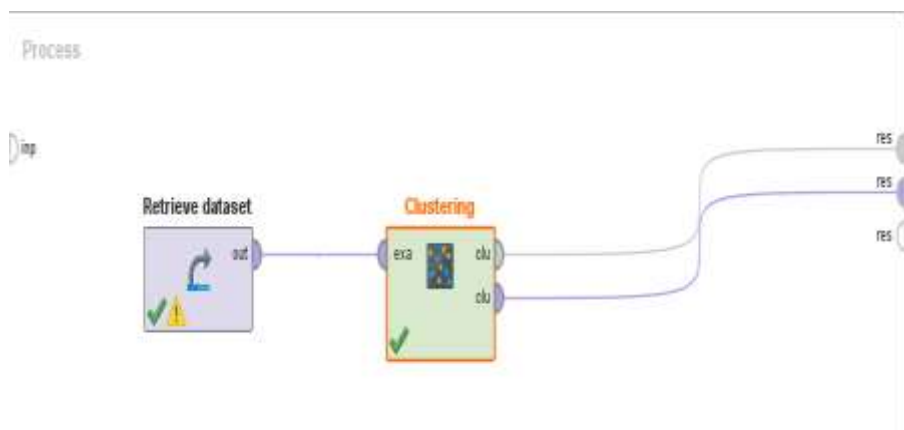 Process
inp
res
res
res
Retrieve dataset
Clustering
out
exa
clu
clu